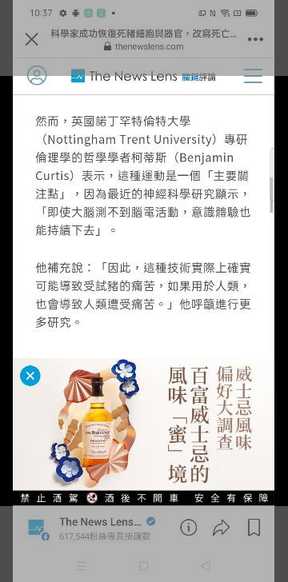 10:37
科學家成功恢復死豬細胞與器官，改寫死亡...
thenewslens.com
The News Lens 關鍵評論
然而，英國諾丁罕特倫特大學
（Nottingham Trent University）專研
倫理學的哲學學者柯蒂斯（Benjamin
Curtis）表示，這種運動是一個「主要關
注點」，因為最近的神經科學研究顯示，
「即使大腦測不到腦電活動，意識體驗也
能持續下去」。
他補充說：「因此，這種技術實際上確實
可能導致受試豬的痛苦，如果用於人類，
也會導致人類遭受痛苦。」他呼籲進行更
多研究。
威士忌風味
偏好大調查
百富威士忌的
風味「蜜」境
禁止酒駕 酒後不開車 安全有保障
The News Lens...
617,544粉絲專頁按讚數